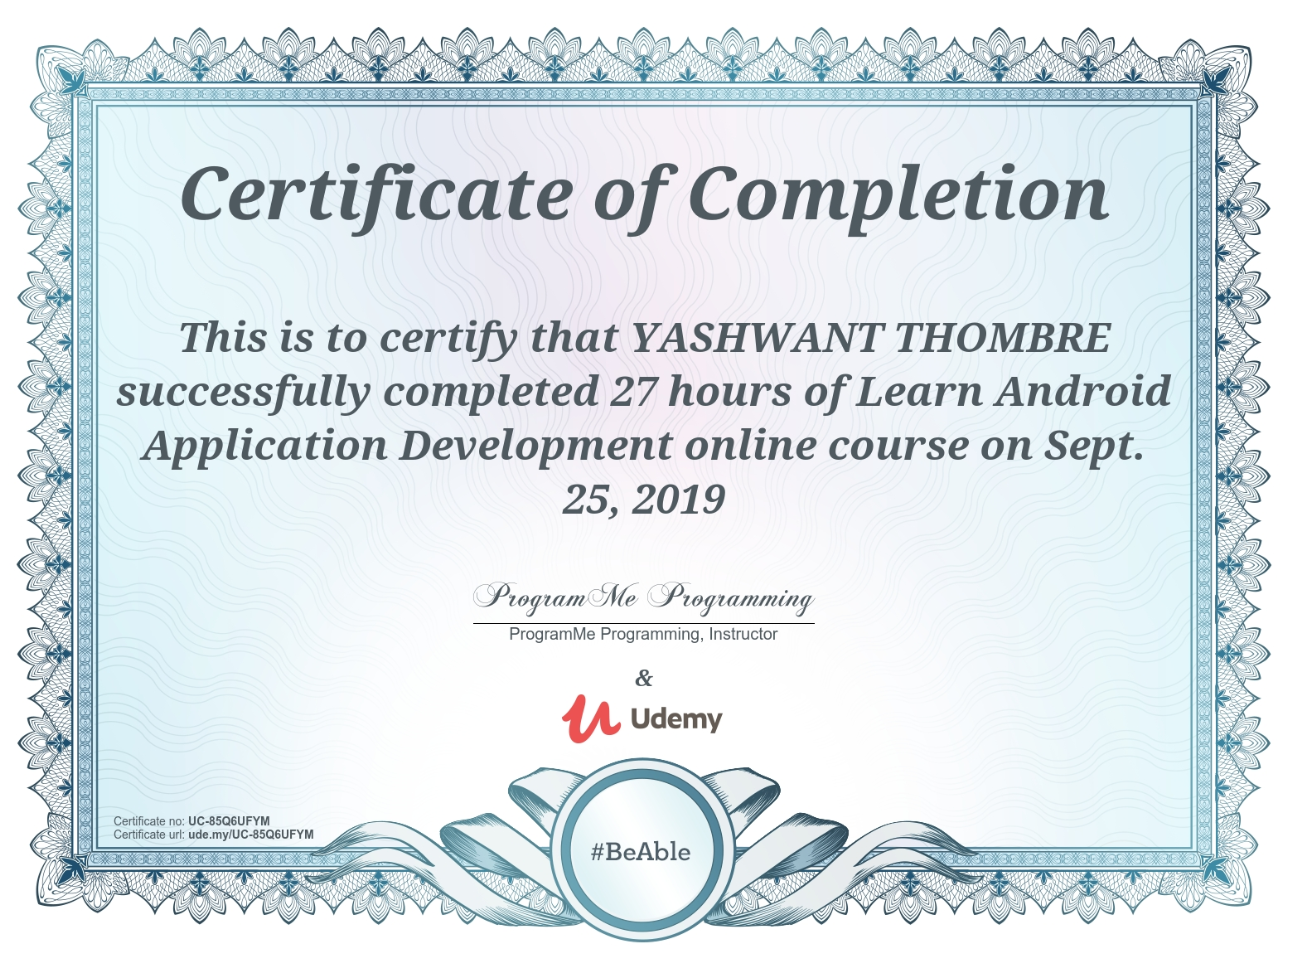 Certificate of Completion
This is to certify that YASHWANT THOMBRE
successfully completed 27 hours of Learn Android
Application Development online course on Sept.
25, 2019
ProgramMe Programming
ProgramMe Programming, Instructor
&
Udemy
Certificate no: UC-85Q6UFYM
Certificate url: ude.my/UC-85Q6UFYM
#BeAble